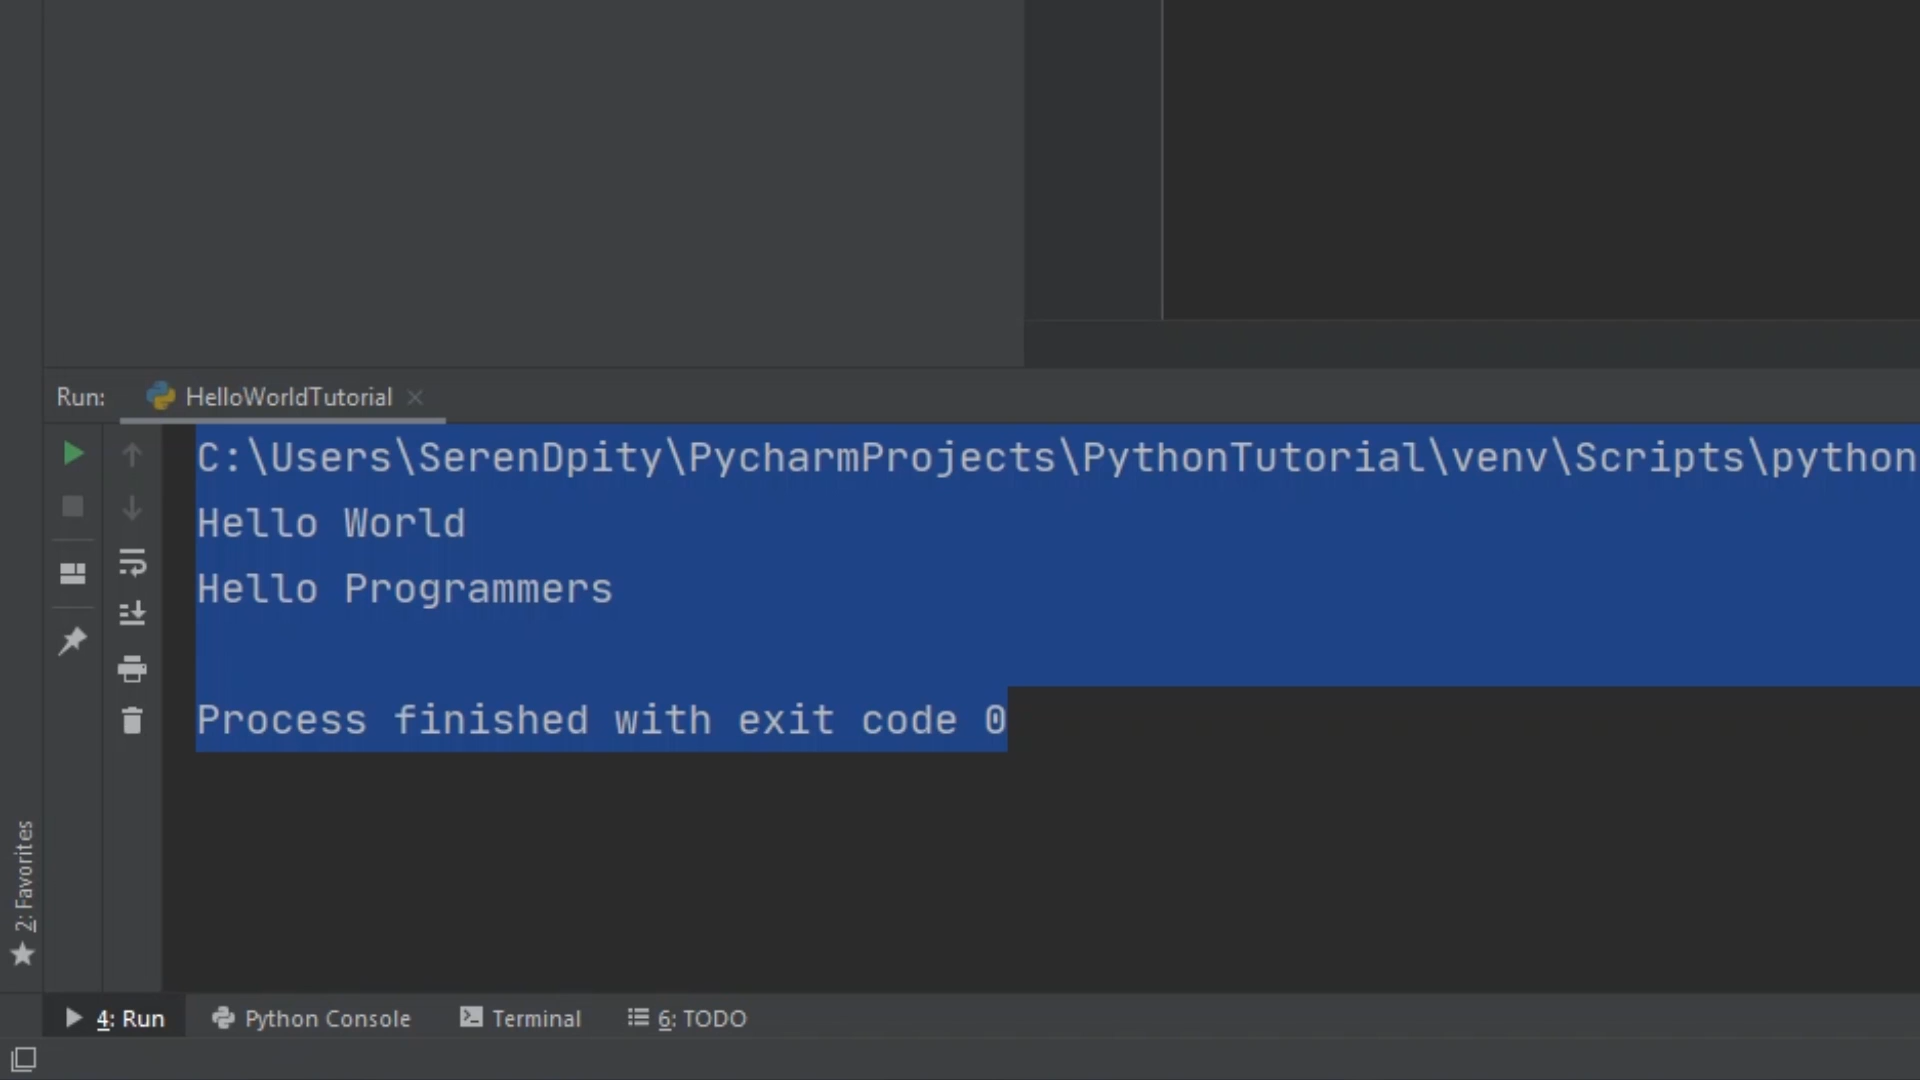 Run: HelloWorldTutorial
C:\Users\SerenDpity\PycharmProjects\PythonTutorial\venv\Scripts\python
Hello World
Hello Programmers
Process finished with exit code 0
2: Favorites
4: Run Python Console Terminal 6: TODO